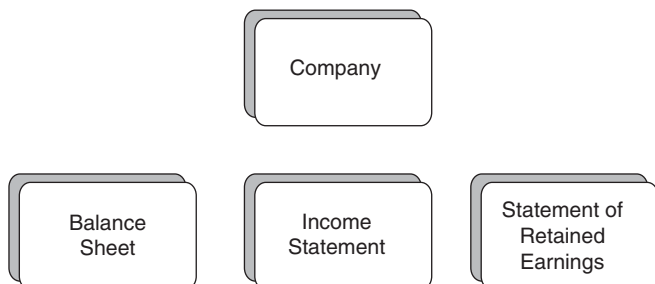 Company
Balance
Sheet
Income
Statement
Statement of
Retained
Earnings